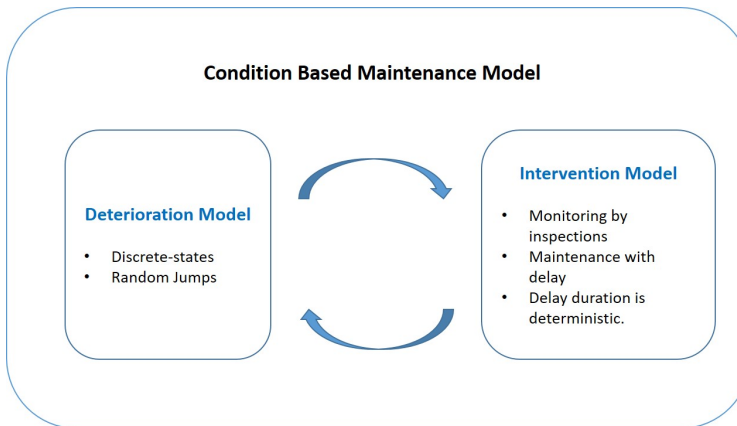 Condition Based Maintenance Model
Deterioration Model
• Discrete-states
• Random Jumps
Intervention Model
• Monitoring by
inspections
• Maintenance with
delay
• Delay duration is
deterministic.